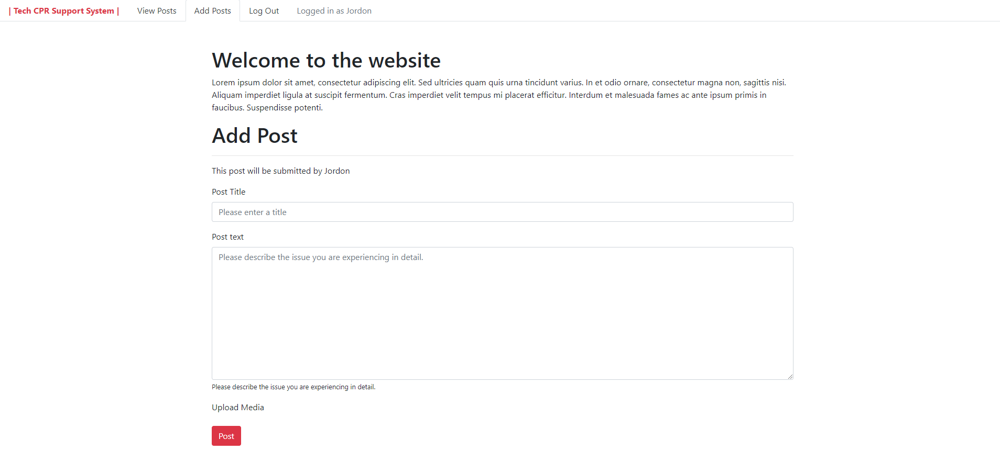 | Tech CPR Support System | View Posts Add Posts Log Out Logged in as Jordon
Welcome to the website
Lorem ipsum dolor sit amet, consectetur adipiscing elit. Sed ultricies quam quis urna tincidunt varius. In et odio ornare, consectetur magna non, sagittis nisi.
Aliquam imperdiet ligula at suscipit fermentum. Cras imperdiet velit tempus mi placerat efficitur. Interdum et malesuada fames ac ante ipsum primis in
faucibus. Suspendisse potenti.
Add Post
This post will be submitted by Jordon
Post Title
Please enter a title
Post text
Please describe the issue you are experiencing in detail.
Please describe the issue you are experiencing in detail.
Upload Media
Post